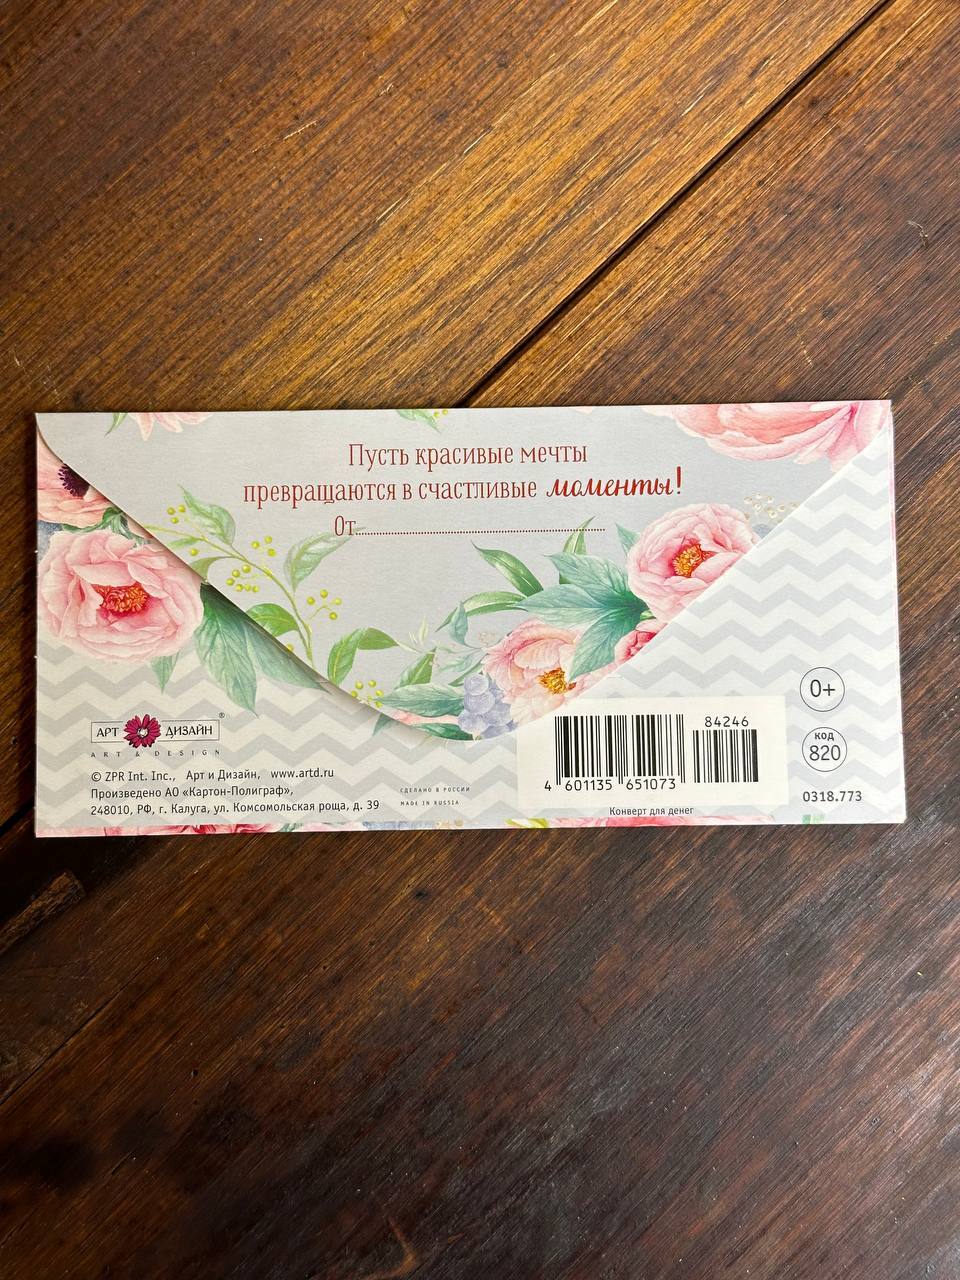 Пусть красивые мечты
превращаются в счастливые моменты!
От
АРТ ДИЗАЙН®
ART & DESIGN
© ZPR Int. Inc., Арт и Дизайн, www.artd.ru
Произведено АО «Картон-Полиграф»,
248010, РФ, г. Калуга, ул. Комсомольская роща, д. 39
СДЕЛАНО В РОССИИ
MADE IN RUSSIA
84246
4 601135 651073
Конверт для денег
0+
код
820
0318.773